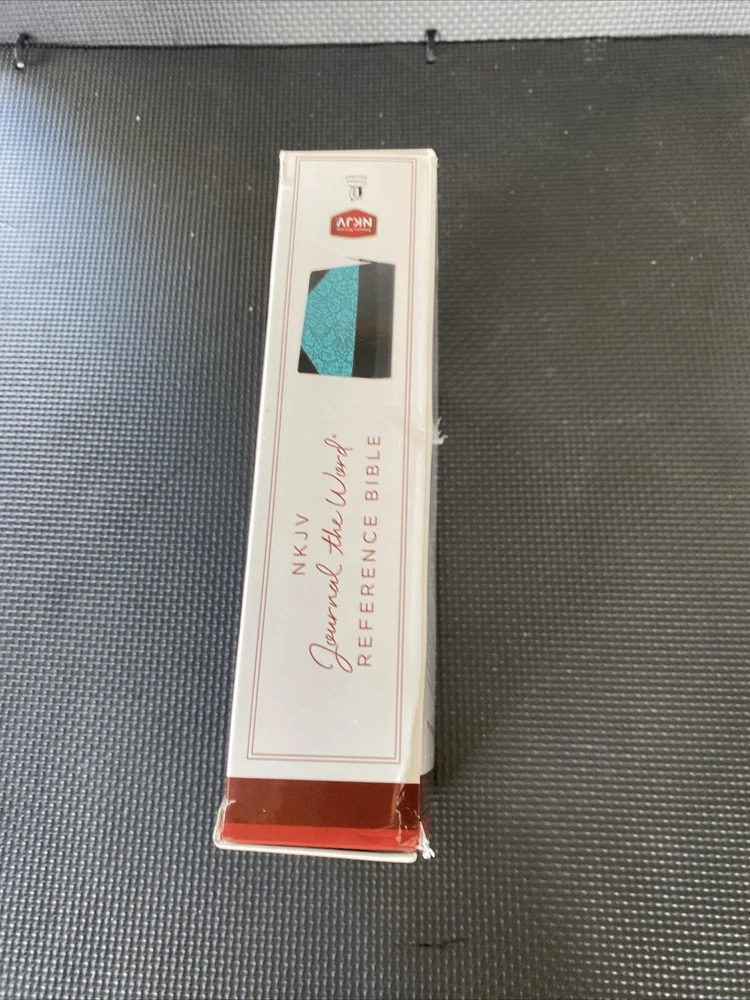 NKJV
Journal the Word®
REFERENCE BIBLE
NKJV